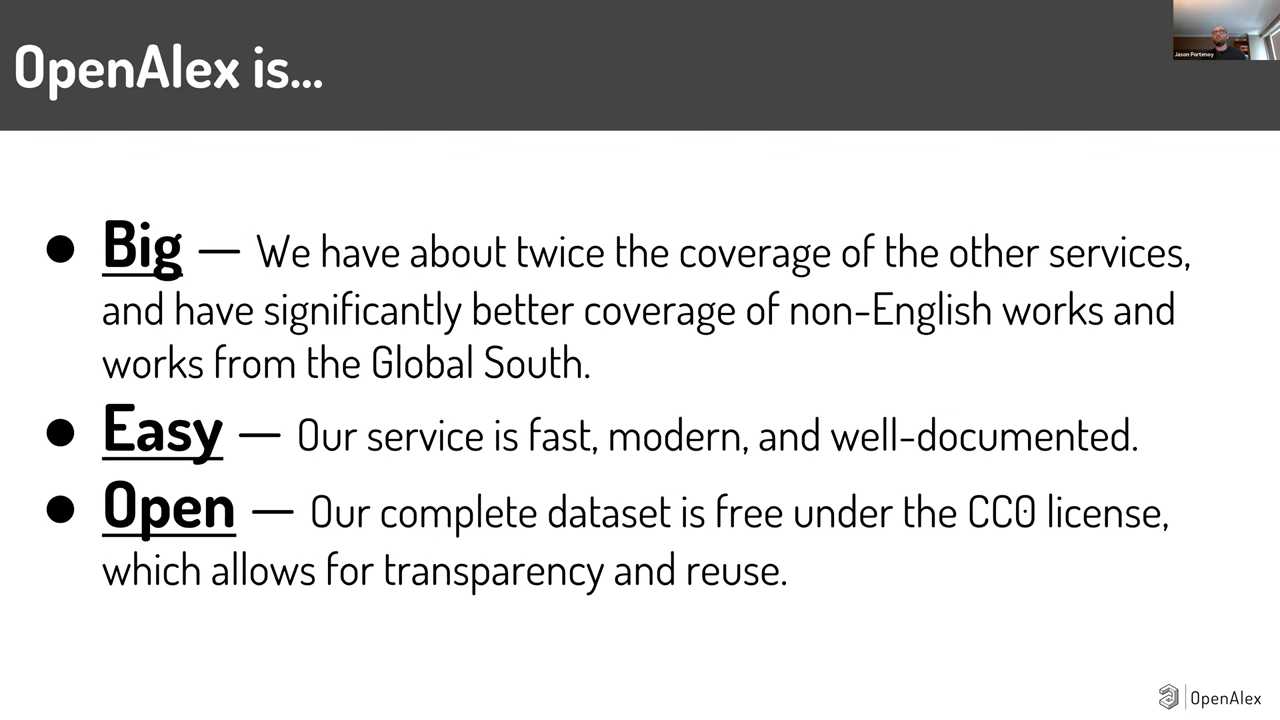 OpenAlex is...
Jason Portenoy
● Big — We have about twice the coverage of the other services,
and have significantly better coverage of non-English works and
works from the Global South.
● Easy — Our service is fast, modern, and well-documented.
● Open — Our complete dataset is free under the CC0 license,
which allows for transparency and reuse.
OpenAlex